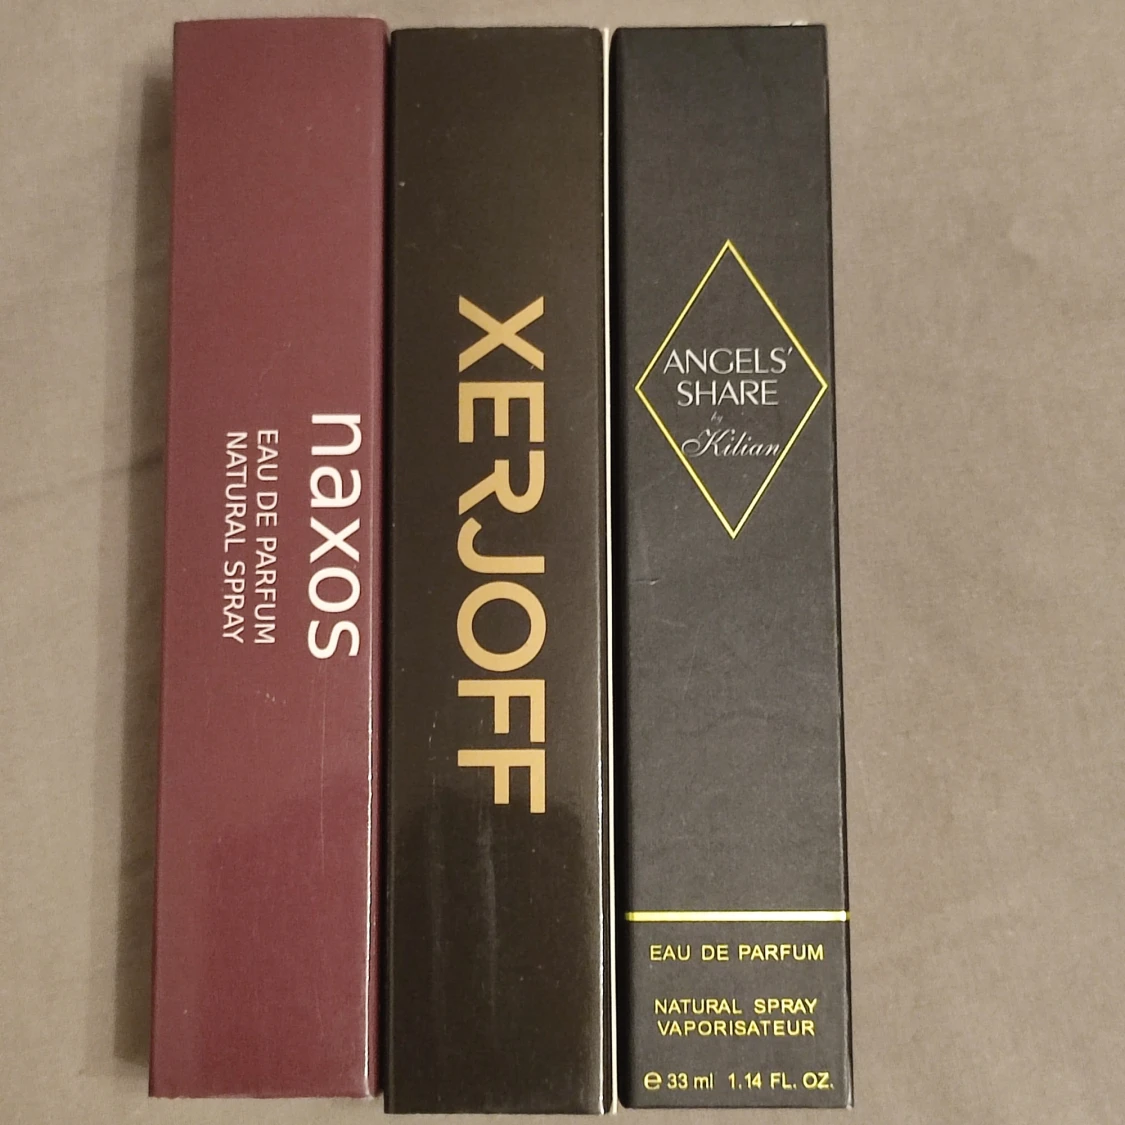 naxos
EAU DE PARFUM
NATURAL SPRAY
XERJOFF
ANGELS'
SHARE
by
Kilian
EAU DE PARFUM
NATURAL SPRAY
VAPORISATEUR
℮ 33 ml 1.14 FL. OZ.